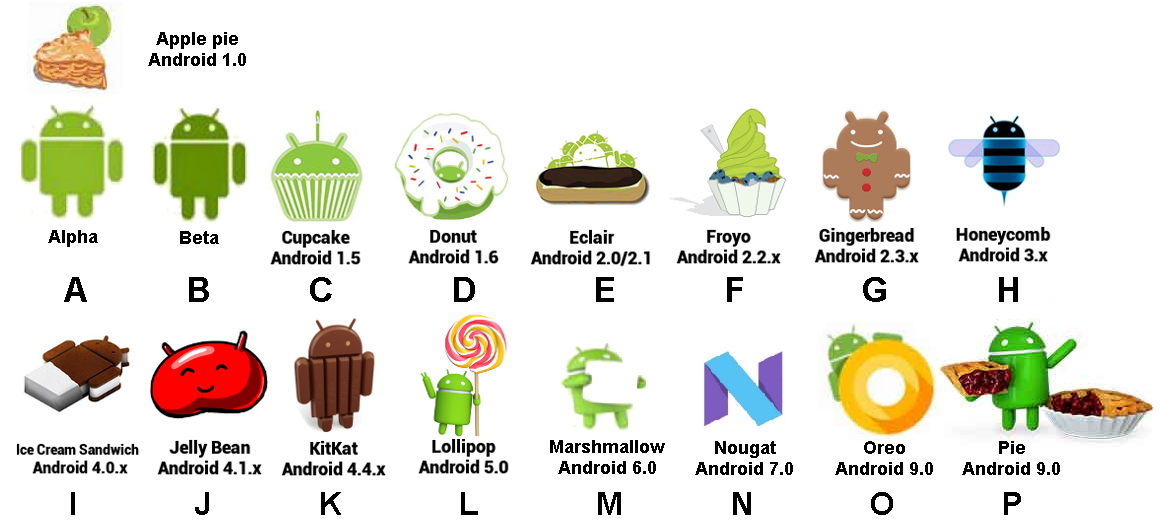 Apple pie
Android 1.0
Alpha
Beta
Cupcake
Android 1.5
Donut
Android 1.6
Eclair
Android 2.0/2.1
Froyo
Android 2.2.x
Gingerbread
Android 2.3.x
Honeycomb
Android 3.x
A B C D E F G H
Ice Cream Sandwich
Android 4.0.x
Jelly Bean
Android 4.1.x
KitKat
Android 4.4.x
Lollipop
Android 5.0
Marshmallow
Android 6.0
Nougat
Android 7.0
Oreo
Android 9.0
Pie
Android 9.0
I J K L M N O P